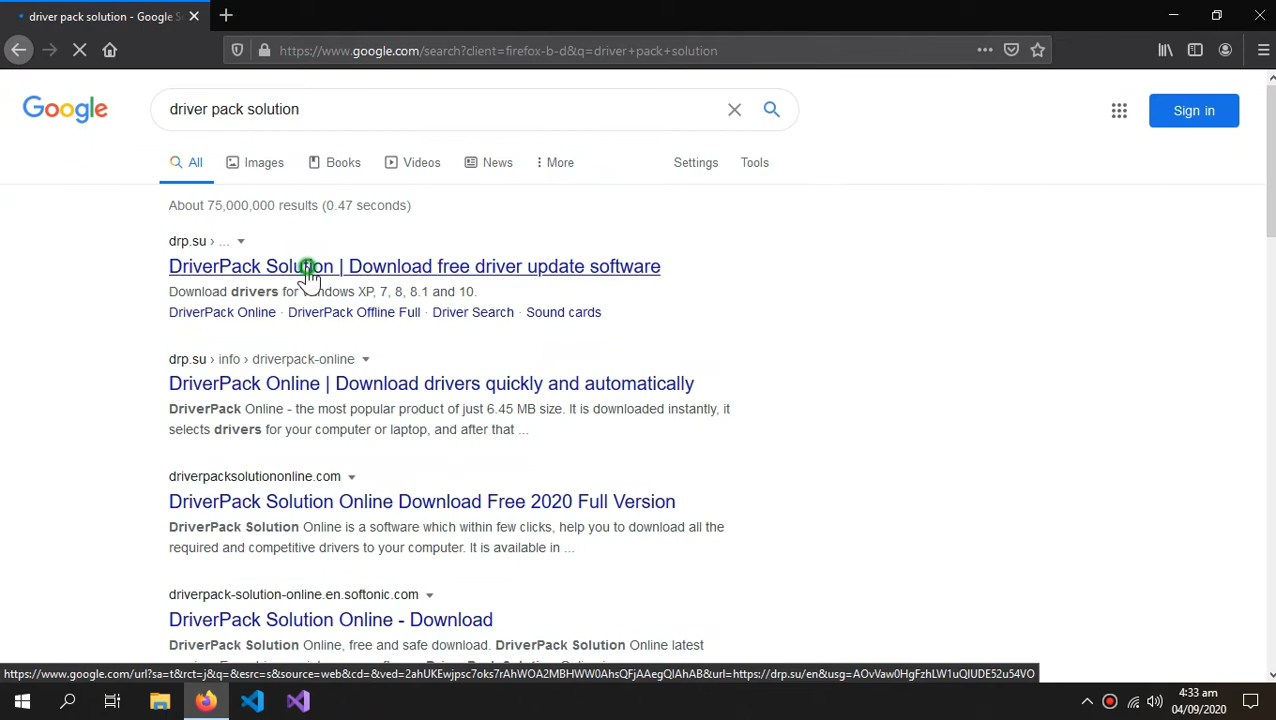 driver pack solution - Google S
https://www.google.com/search?client=firefox-b-d&q=driver+pack+solution
Google
driver pack solution
Sign in
All
Images
Books
Videos
News
More
Settings
Tools
About 75,000,000 results (0.47 seconds)
drp.su › ...
DriverPack Solution | Download free driver update software
Download drivers for Windows XP, 7, 8, 8.1 and 10.
DriverPack Online · DriverPack Offline Full · Driver Search · Sound cards
drp.su › info › driverpack-online
DriverPack Online | Download drivers quickly and automatically
DriverPack Online - the most popular product of just 6.45 MB size. It is downloaded instantly, it
selects drivers for your computer or laptop, and after that ...
driverpacksolutiononline.com
DriverPack Solution Online Download Free 2020 Full Version
DriverPack Solution Online is a software which within few clicks, help you to download all the
required and competitive drivers to your computer. It is available in ...
driverpack-solution-online.en.softonic.com
DriverPack Solution Online - Download
DriverPack Solution Online, free and safe download. DriverPack Solution Online latest
https://www.google.com/url?sa=t&rct=j&q=&esrc=s&source=web&cd=&ved=2ahUKEwjpsc7oks7rAhWOA2MBHWW0AhsQFjAAegQIAhAB&url=https://drp.su/en&usg=AOvVaw0HgFzhLW1uQIUDE52u54VO
4:33 am
04/09/2020